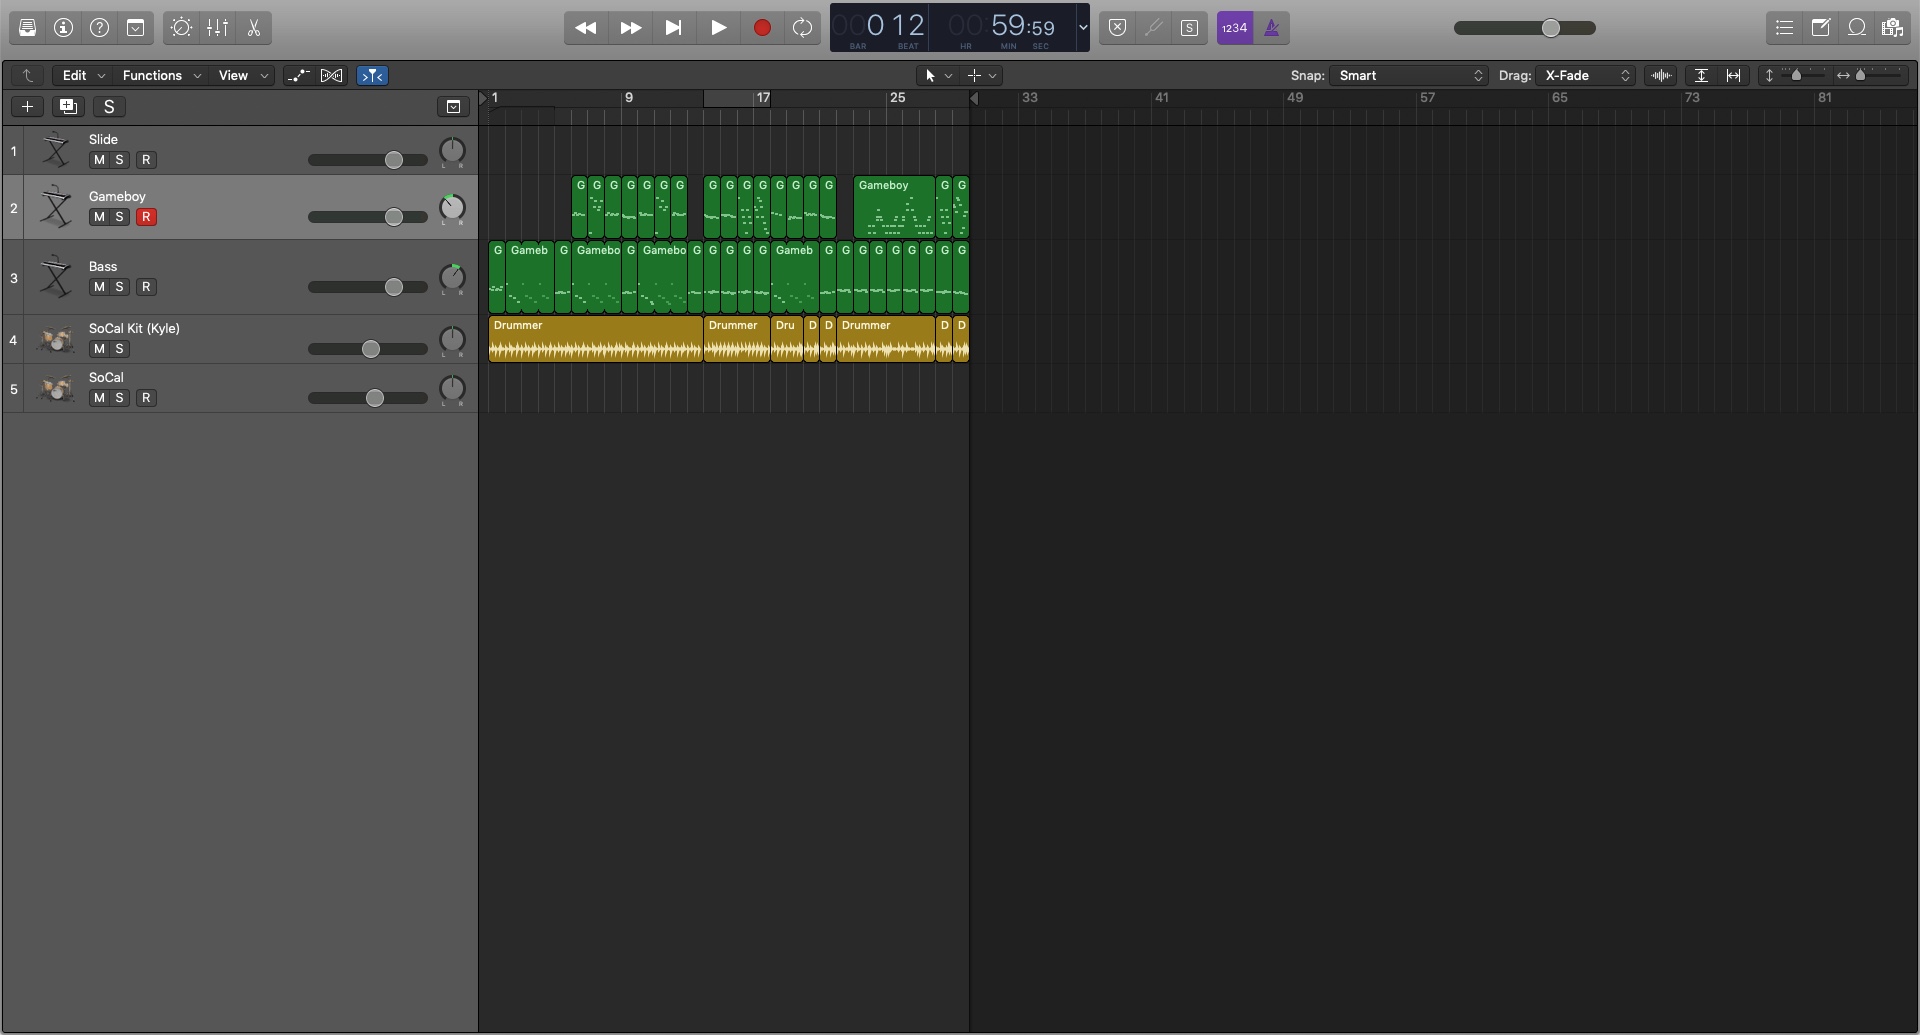 1234
S
0 12 59:59
BAR BEAT HR MIN SEC
Edit Functions View Snap: Smart Drag: X-Fade
S 1 9 17 25 33 41 49 57 65 73 81
1 Slide
M S R L R
2 Gameboy
M S R L R
G G G G G G G G G G G G G G G Gameboy G G
3 Bass
M S R L R
G Gameb G Gamebo G Gamebo G G G G G Gameb G G G G G G G G G
4 SoCal Kit (Kyle)
M S L R
Drummer Drummer Dru D D Drummer D D
5 SoCal
M S R L R